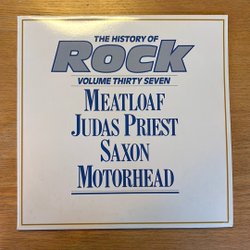 THE HISTORY OF
Rock
VOLUME THIRTY SEVEN
MEATLOAF
JUDAS PRIEST
SAXON
MOTORHEAD